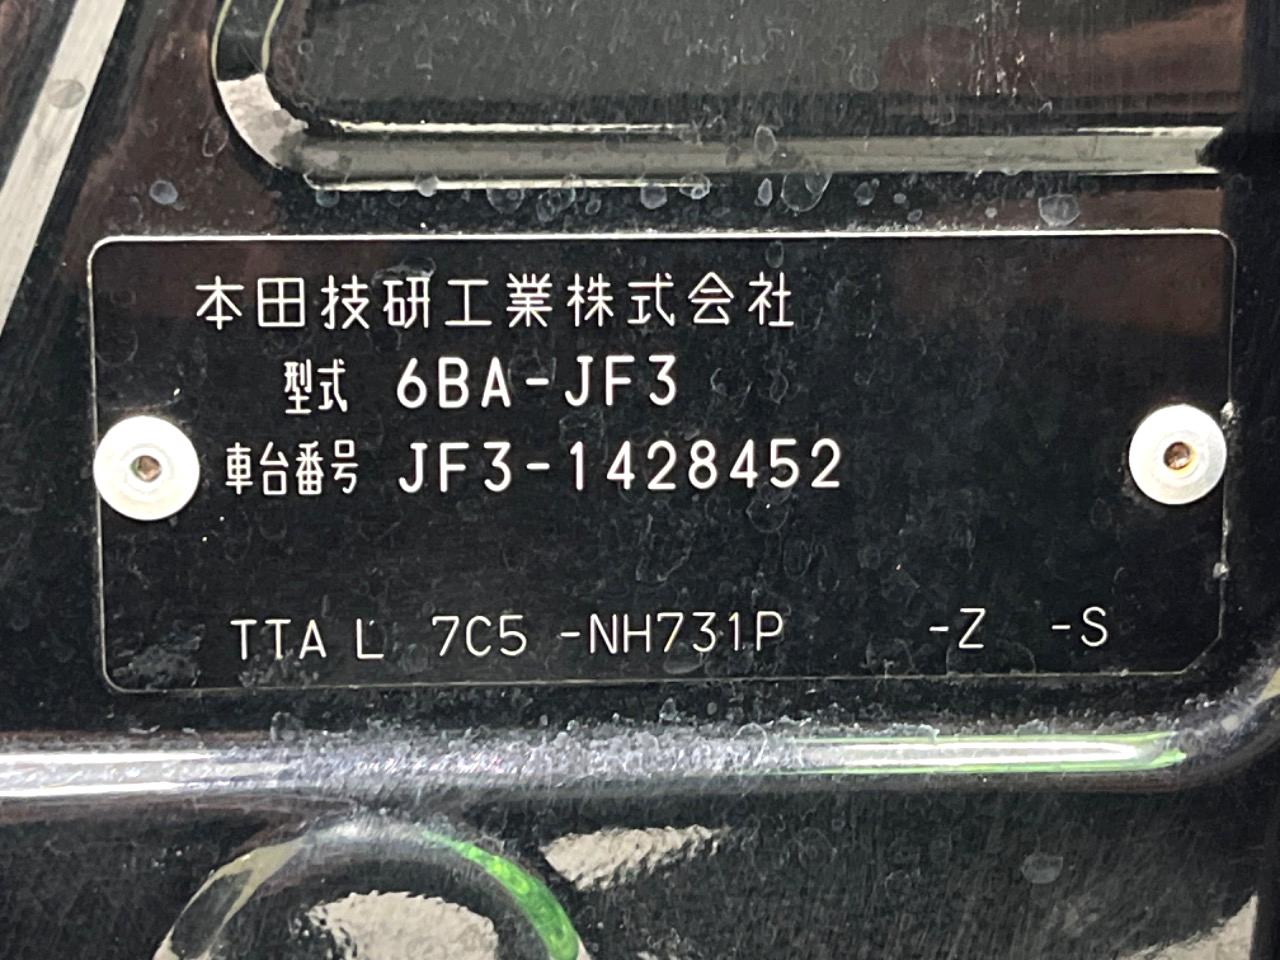 本田技研工業株式会社
型式 6BA-JF3
車台番号 JF3-1428452
TTA L 7C5 -NH731P -Z -S